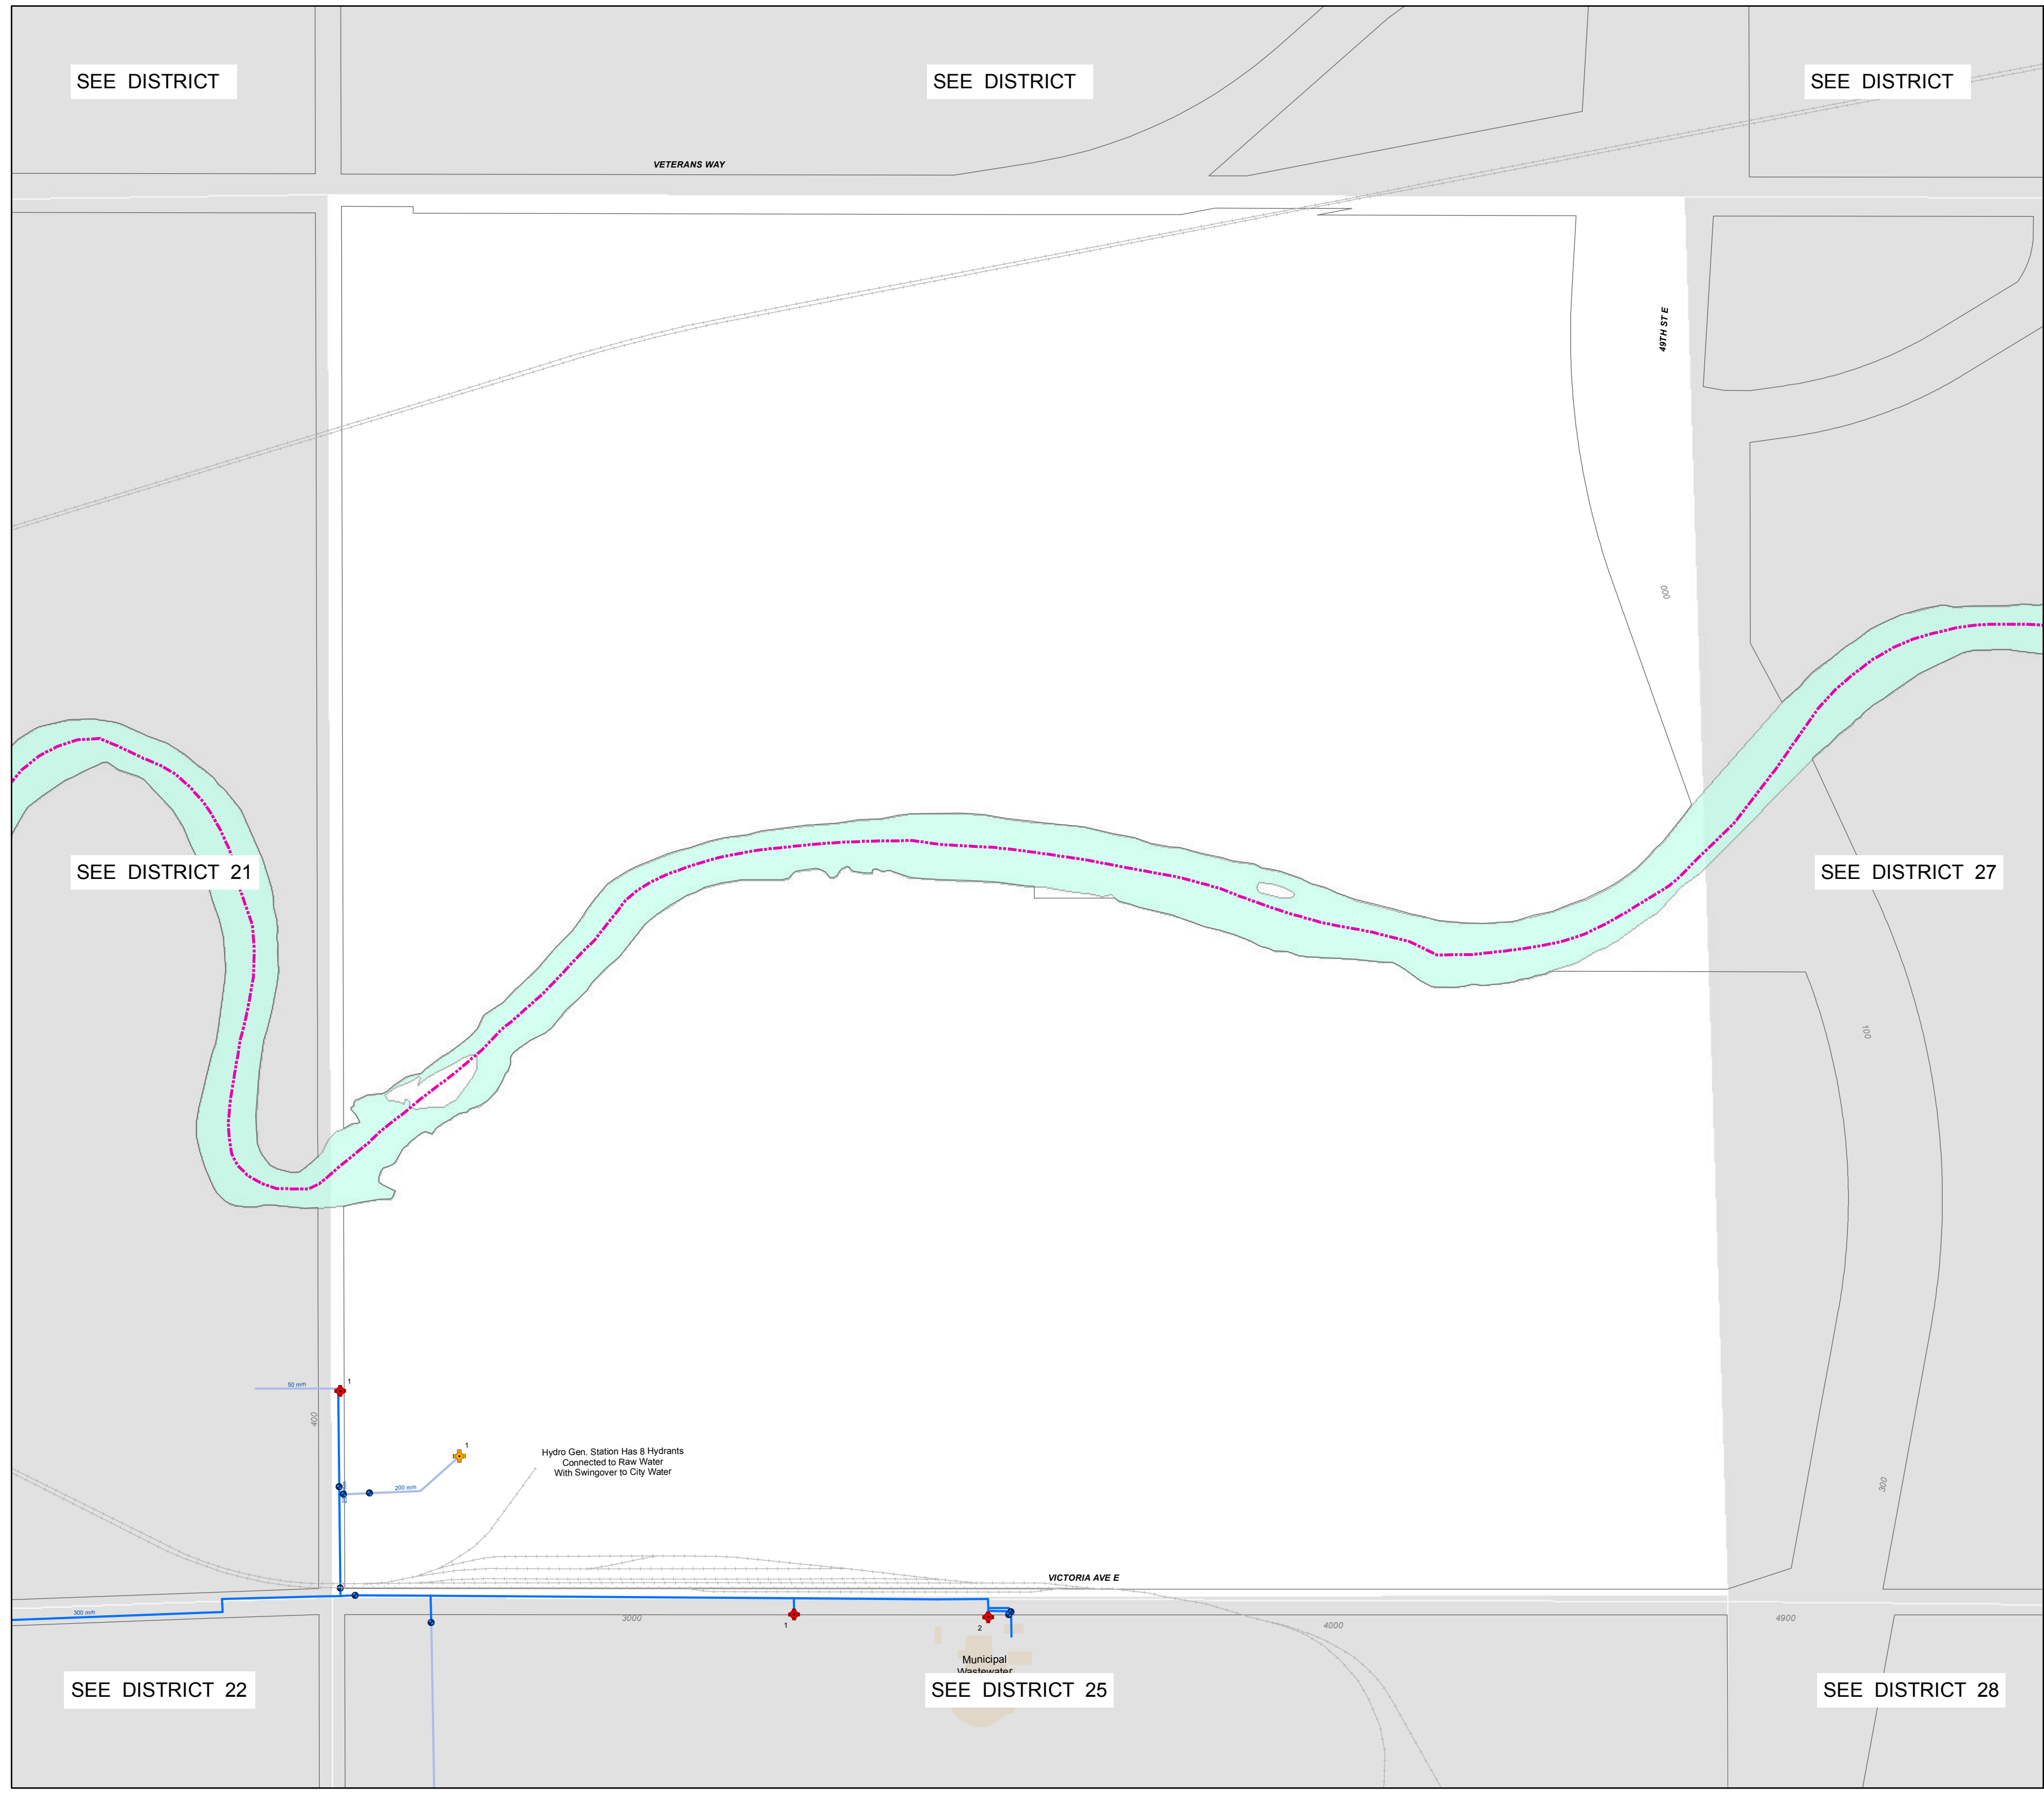 SEE DISTRICT
SEE DISTRICT
SEE DISTRICT
VETERANS WAY
49TH ST E
000
SEE DISTRICT 21
SEE DISTRICT 27
100
50 mm
1
400
1
Hydro Gen. Station Has 8 Hydrants
Connected to Raw Water
With Swingover to City Water
200 mm
300
VICTORIA AVE E
300 mm
3000
1
2
4000
4900
Municipal
Wastewater
SEE DISTRICT 22
SEE DISTRICT 25
SEE DISTRICT 28